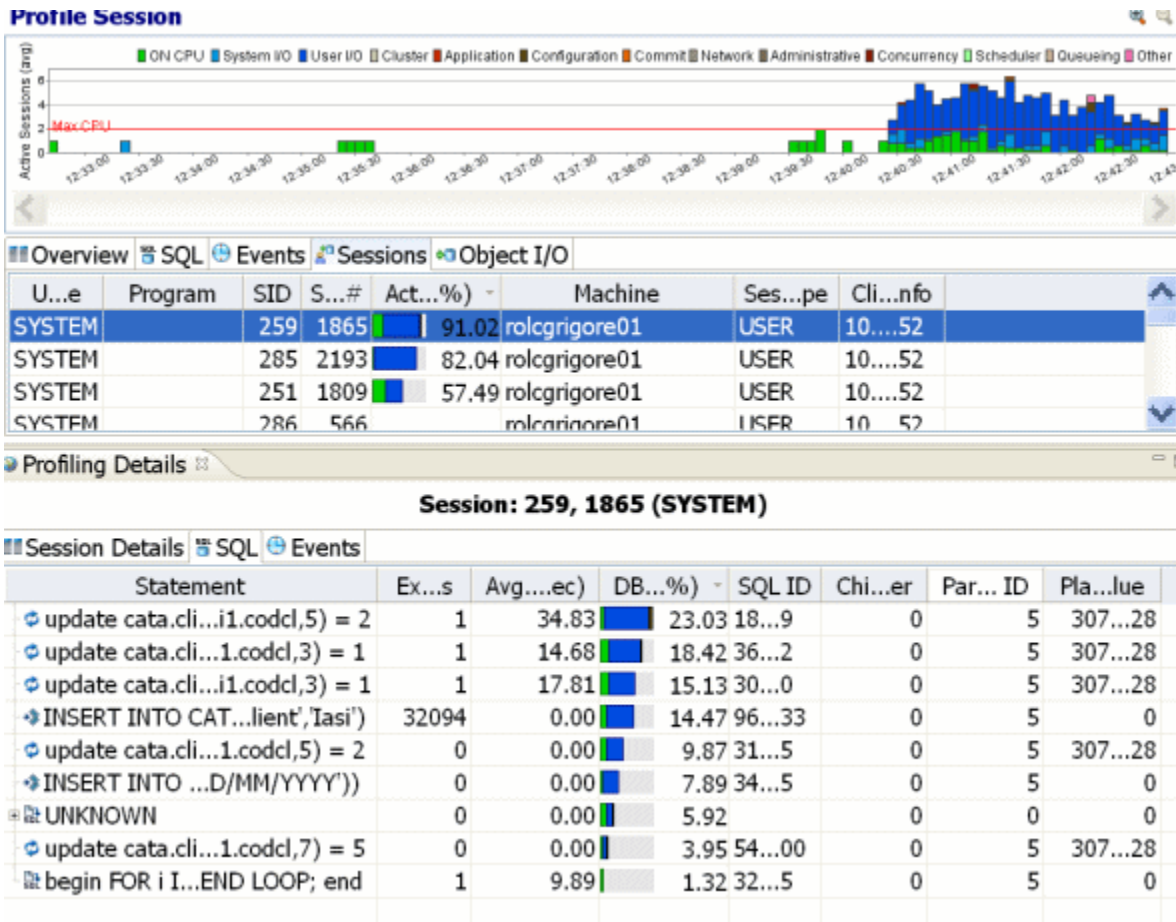 Profile Session
ON CPU System I/O User I/O Cluster Application Configuration Commit Network Administrative Concurrency Scheduler Queueing Other
Active Sessions (avg)
6
4
2
0
Max CPU
12:33:00 12:33:30 12:34:00 12:34:30 12:35:00 12:35:30 12:36:00 12:36:30 12:37:00 12:37:30 12:38:00 12:38:30 12:39:00 12:39:30 12:40:00 12:40:30 12:41:00 12:41:30 12:42:00 12:42:30 12:43
Overview SQL Events Sessions Object I/O
U...e Program SID S...# Act...%) Machine Ses...pe Cli...nfo
SYSTEM 259 1865 91.02 rolcgrigore01 USER 10....52
SYSTEM 285 2193 82.04 rolcgrigore01 USER 10....52
SYSTEM 251 1809 57.49 rolcgrigore01 USER 10....52
SYSTEM 286 566 rolcgrigore01 USER 10....52
Profiling Details
Session: 259, 1865 (SYSTEM)
Session Details SQL Events
Statement Ex...s Avg....ec) DB...%) SQL ID Chi...er Par... ID Pla...lue
update cata.cli...i1.codcl,5) = 2 1 34.83 23.03 18...9 0 5 307...28
update cata.cli...1.codcl,3) = 1 1 14.68 18.42 36...2 0 5 307...28
update cata.cli...i1.codcl,3) = 1 1 17.81 15.13 30...0 0 5 307...28
INSERT INTO CAT...lient','Iasi') 32094 0.00 14.47 96...33 0 5 0
update cata.cli...1.codcl,5) = 2 0 0.00 9.87 31...5 0 5 307...28
INSERT INTO ...D/MM/YYYY')) 0 0.00 7.89 34...5 0 5 0
UNKNOWN 0 0.00 5.92 0 0 0
update cata.cli...1.codcl,7) = 5 0 0.00 3.95 54...00 0 5 307...28
begin FOR i I...END LOOP; end 1 9.89 1.32 32...5 0 5 0